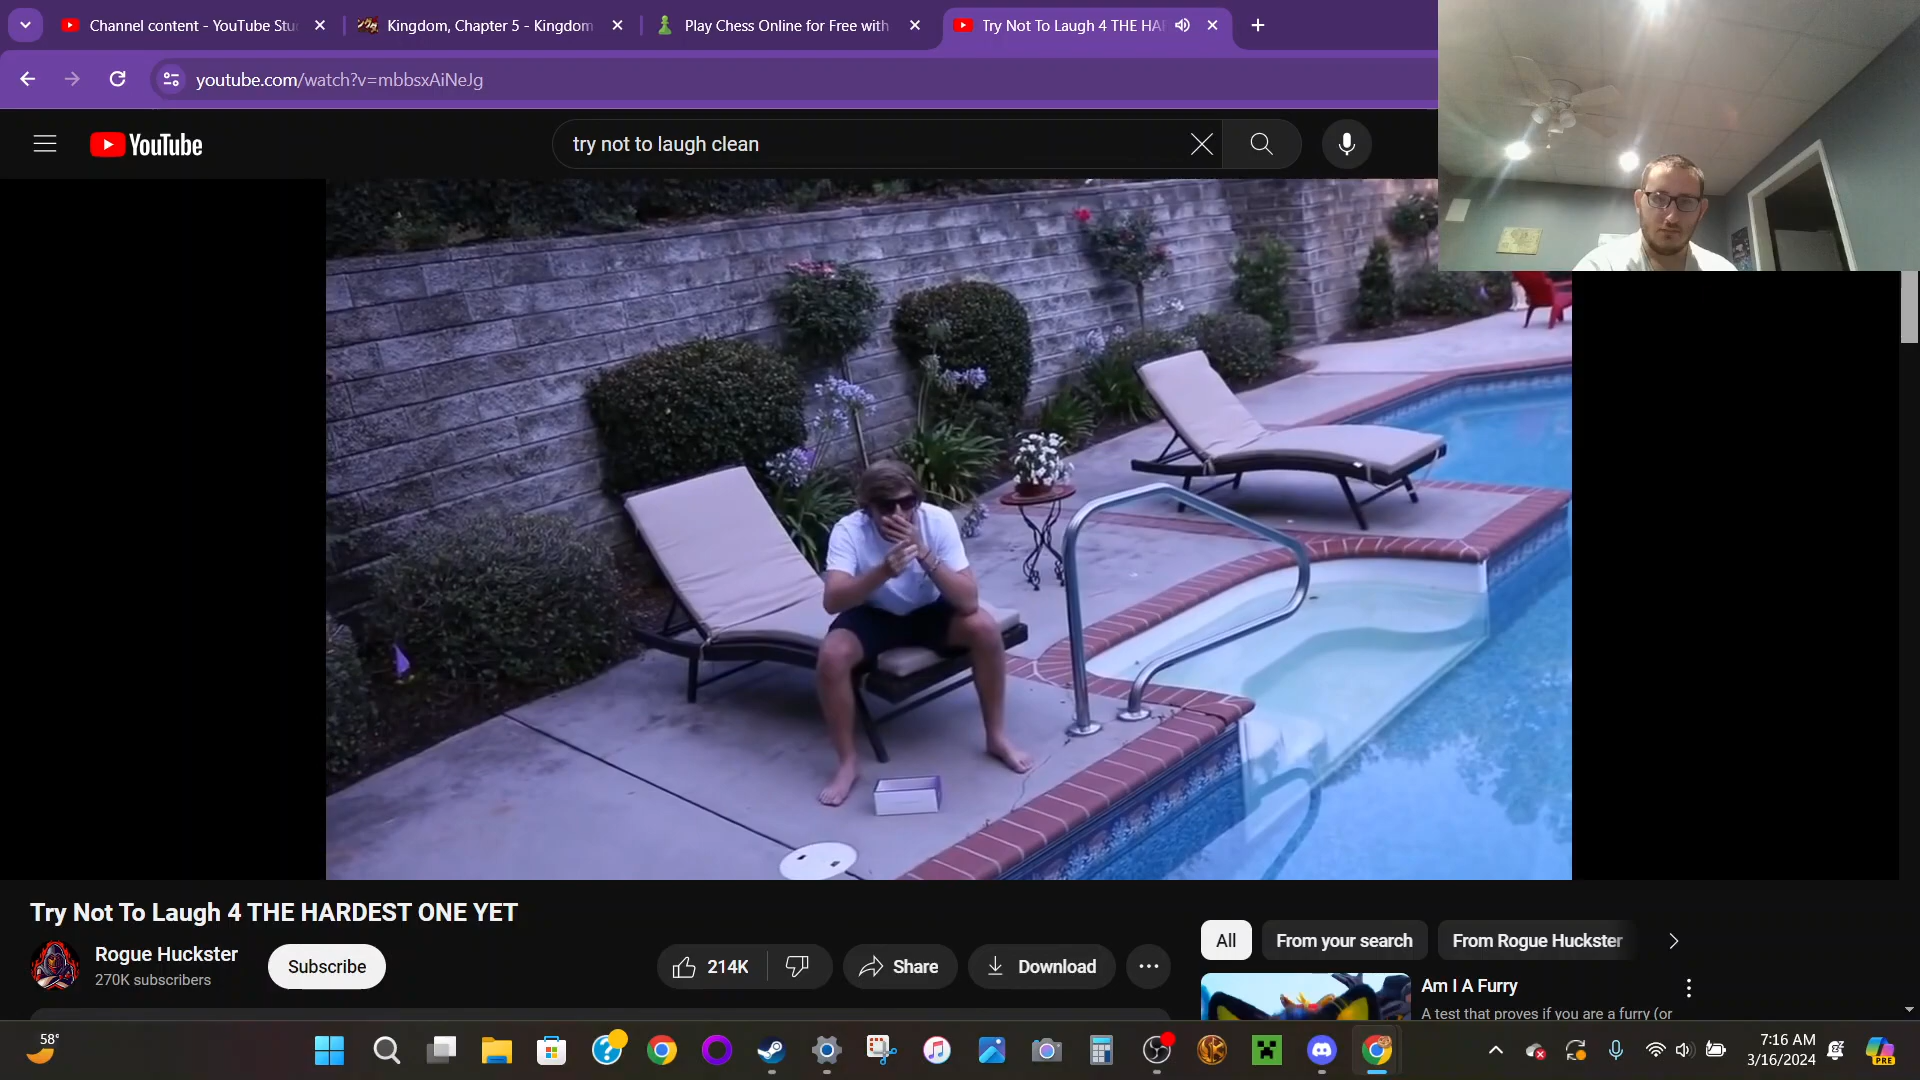 Channel content - YouTube Stu
Kingdom, Chapter 5 - Kingdom
Play Chess Online for Free with
Try Not To Laugh 4 THE HA
youtube.com/watch?v=mbbsxAiNeJg
YouTube
try not to laugh clean
Try Not To Laugh 4 THE HARDEST ONE YET
Rogue Huckster
270K subscribers
Subscribe
214K
Share
Download
All
From your search
From Rogue Huckster
Am I A Furry
A test that proves if you are a furry (or
58°
7:16 AM
3/16/2024
PRE